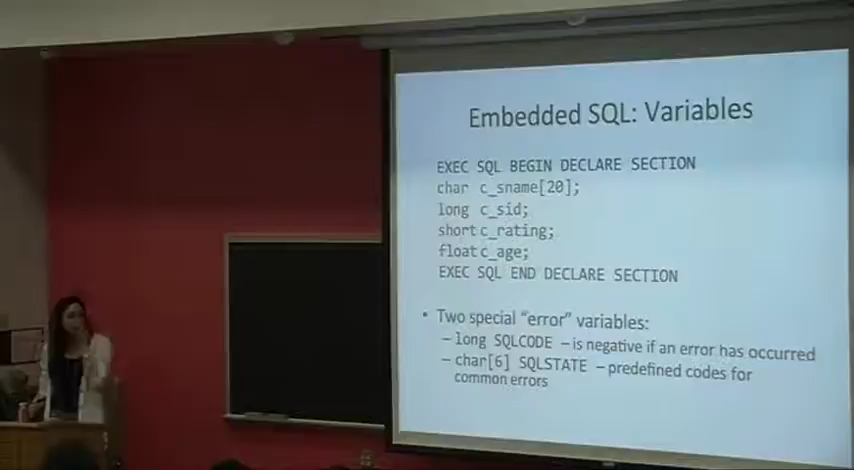 Embedded SQL: Variables
EXEC SQL BEGIN DECLARE SECTION
char c_sname[20];
long c_sid;
short c_rating;
float c_age;
EXEC SQL END DECLARE SECTION
• Two special “error” variables:
– long SQLCODE – is negative if an error has occurred
– char[6] SQLSTATE – predefined codes for
common errors